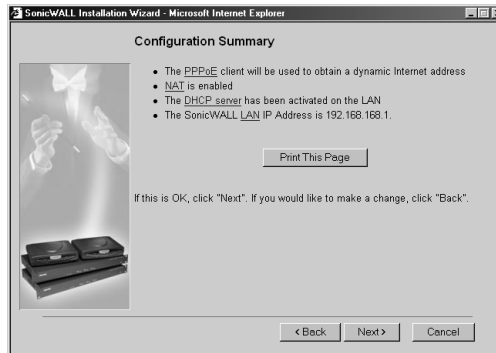 SonicWALL Installation Wizard - Microsoft Internet Explorer
Configuration Summary
• The PPPoE client will be used to obtain a dynamic Internet address
• NAT is enabled
• The DHCP server has been activated on the LAN
• The SonicWALL LAN IP Address is 192.168.168.1.
Print This Page
If this is OK, click "Next". If you would like to make a change, click "Back".
< Back Next > Cancel